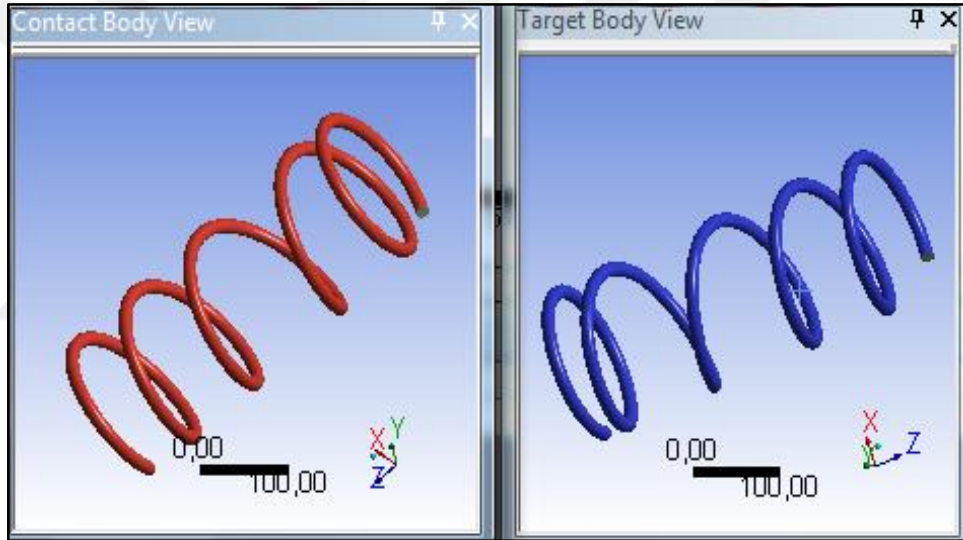 Contact Body View
0,00
100,00
X
Y
Z
Target Body View
0,00
100,00
X
Y
Z